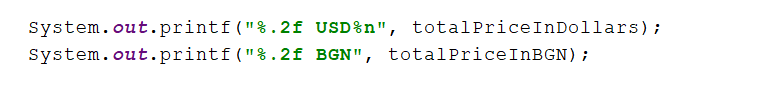 System.out.printf("%.2f USD%n", totalPriceInDollars);
System.out.printf("%.2f BGN", totalPriceInBGN);